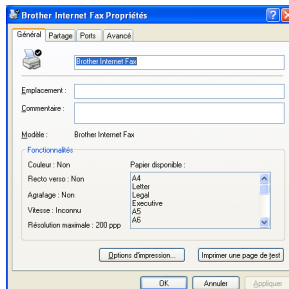 Brother Internet Fax Propriétés
Général Partage Ports Avancé
Brother Internet Fax
Emplacement :
Commentaire :
Modèle : Brother Internet Fax
Fonctionnalités
Couleur : Non
Papier disponible :
Recto verso : Non
Agrafage : Non
Vitesse : Inconnu
Résolution maximale : 200 ppp
A4
Letter
Legal
Executive
A5
A6
Options d'impression... Imprimer une page de test
OK Annuler Appliquer